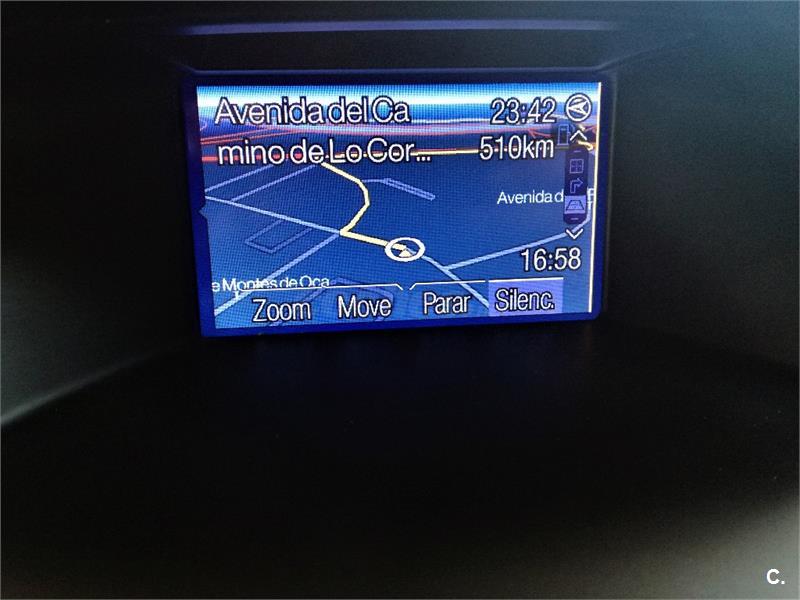 Avenida del Ca 23:42
mino de Lo Cor... 510km
Avenida d
16:58
e Montes de Oca
Zoom Move Parar Silenc.
C.